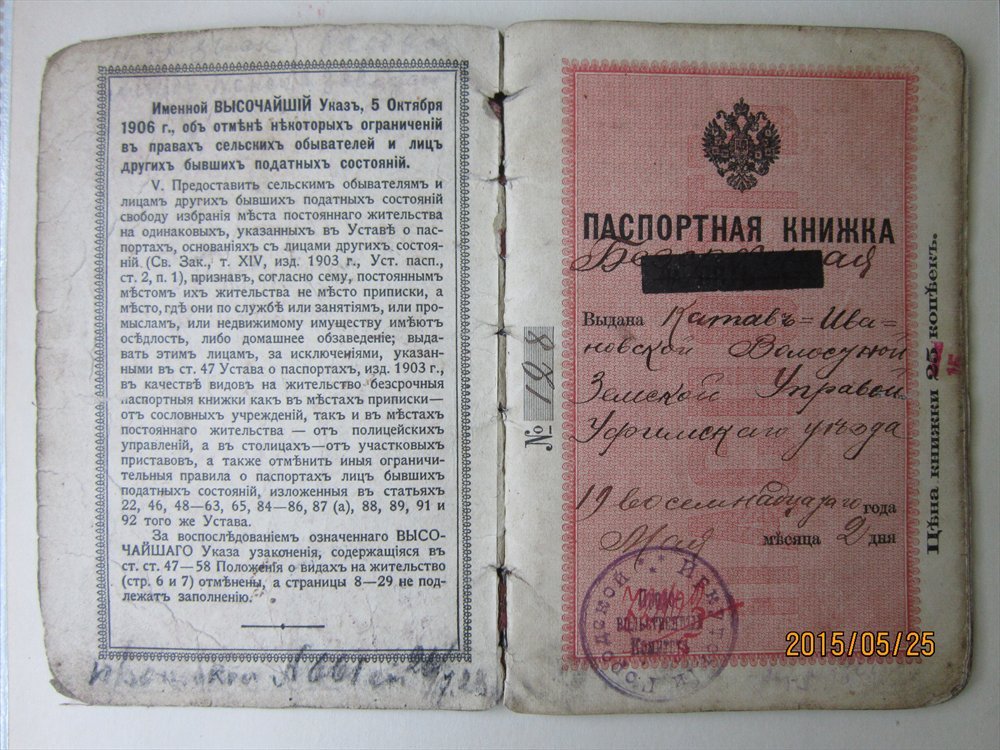 Именной ВЫСОЧАЙШІЙ Указъ, 5 Октября
1906 г., объ отмѣнѣ нѣкоторыхъ ограниченій
въ правахъ сельскихъ обывателей и лицъ
другихъ бывшихъ податныхъ состояній.
V. Предоставить сельскимъ обывателямъ и
лицамъ другихъ бывшихъ податныхъ состояній
свободу избранія мѣста постояннаго жительства
на одинаковыхъ, указанныхъ въ Уставѣ о пас-
портахъ, основаніяхъ съ лицами другихъ состоя-
ній (Св. Зак., т. XIV, изд. 1903 г., Уст. пасп.,
ст. 2, п. 1), признавъ, согласно сему, постояннымъ
мѣстомъ ихъ жительства не мѣсто приписки, а
мѣсто, гдѣ они по службѣ или занятіямъ, или про-
мысламъ, или недвижимому имуществу имѣютъ
осѣдлость, либо домашнее обзаведеніе; выда-
вать этимъ лицамъ, за исключеніями, указан-
ными въ ст. 47 Устава о паспортахъ, изд. 1903 г.,
въ качествѣ видовъ на жительство безсрочныя
паспортныя книжки какъ въ мѣстахъ приписки—
отъ сословныхъ учрежденій, такъ и въ мѣстахъ
постояннаго жительства — отъ полицейскихъ
управленій, а въ столицахъ—отъ участковыхъ
приставовъ, а также отмѣнить иныя ограничи-
тельныя правила о паспортахъ лицъ бывшихъ
податныхъ состояній, изложенныя въ статьяхъ
22, 46, 48—63, 65, 84—86, 87 (а), 88, 89, 91 и
92 того же Устава.
За воспослѣдованіемъ означеннаго ВЫСО-
ЧАЙШАГО Указа узаконенія, содержащіяся въ
ст. ст. 47—58 Положенія о видахъ на жительство
(стр. 6 и 7) отмѣнены, а страницы 8—29 не под-
лежатъ заполненію.
№ 128
ПАСПОРТНАЯ КНИЖКА
Выдана Катавъ=Ива=
новской Волостной
Земской Управой
Уфимскаго уѣзда
19 восемнадцатаго года
Мая мѣсяца 2 дня
Цѣна книжки 25 копѣекъ.
15
Иркутскій Городской
Продо-
вольственный
Комитетъ
2015/05/25